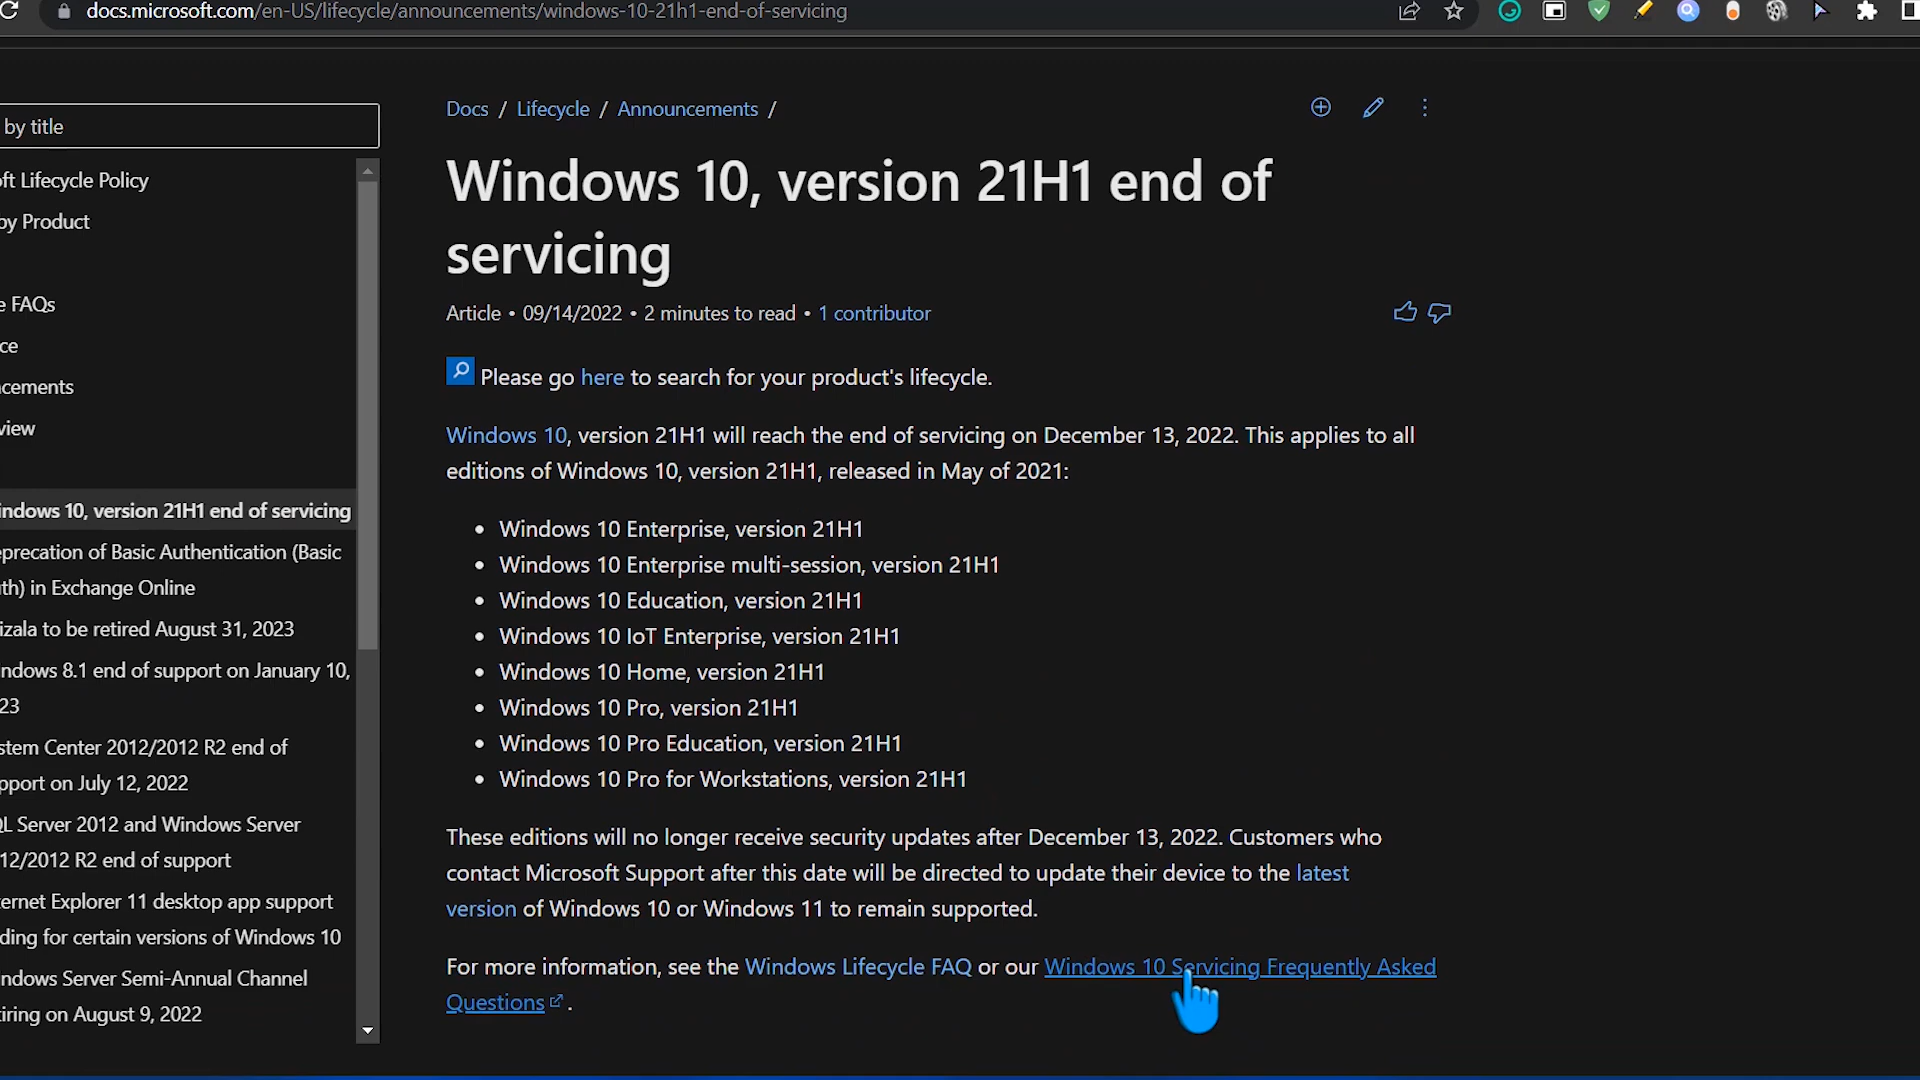 docs.microsoft.com/en-US/lifecycle/announcements/windows-10-21h1-end-of-servicing
by title
ft Lifecycle Policy
by Product
e FAQs
ce
cements
view
indows 10, version 21H1 end of servicing
eprecation of Basic Authentication (Basic
th) in Exchange Online
izala to be retired August 31, 2023
ndows 8.1 end of support on January 10,
23
stem Center 2012/2012 R2 end of
pport on July 12, 2022
QL Server 2012 and Windows Server
12/2012 R2 end of support
ternet Explorer 11 desktop app support
ding for certain versions of Windows 10
indows Server Semi-Annual Channel
tiring on August 9, 2022
Docs / Lifecycle / Announcements /
Windows 10, version 21H1 end of
servicing
Article • 09/14/2022 • 2 minutes to read • 1 contributor
Please go here to search for your product's lifecycle.
Windows 10, version 21H1 will reach the end of servicing on December 13, 2022. This applies to all
editions of Windows 10, version 21H1, released in May of 2021:
• Windows 10 Enterprise, version 21H1
• Windows 10 Enterprise multi-session, version 21H1
• Windows 10 Education, version 21H1
• Windows 10 IoT Enterprise, version 21H1
• Windows 10 Home, version 21H1
• Windows 10 Pro, version 21H1
• Windows 10 Pro Education, version 21H1
• Windows 10 Pro for Workstations, version 21H1
These editions will no longer receive security updates after December 13, 2022. Customers who
contact Microsoft Support after this date will be directed to update their device to the latest
version of Windows 10 or Windows 11 to remain supported.
For more information, see the Windows Lifecycle FAQ or our Windows 10 Servicing Frequently Asked
Questions .